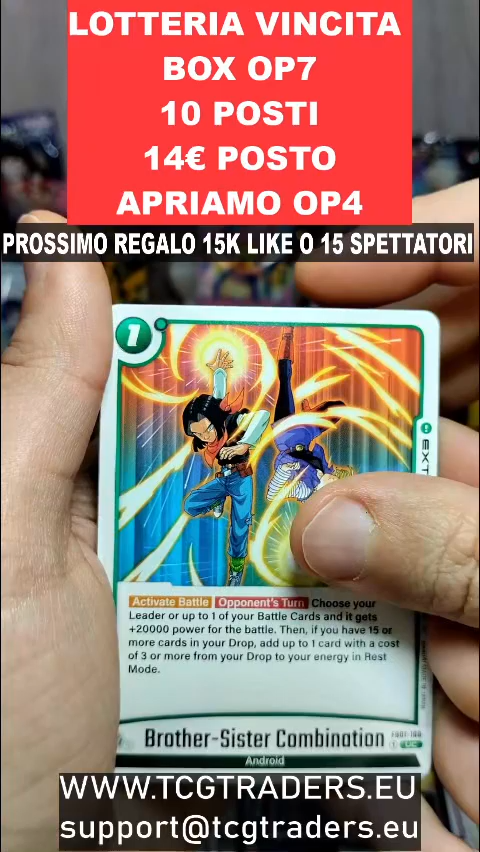 LOTTERIA VINCITA
BOX OP7
10 POSTI
14€ POSTO
APRIAMO OP4
PROSSIMO REGALO 15K LIKE O 15 SPETTATORI
1
Activate Battle Opponent's Turn Choose your
Leader or up to 1 of your Battle Cards and it gets
+20000 power for the battle. Then, if you have 15 or
more cards in your Drop, add up to 1 card with a cost
of 3 or more from your Drop to your energy in Rest
Mode.
Brother-Sister Combination
Android
WWW.TCGTRADERS.EU
support@tcgtraders.eu